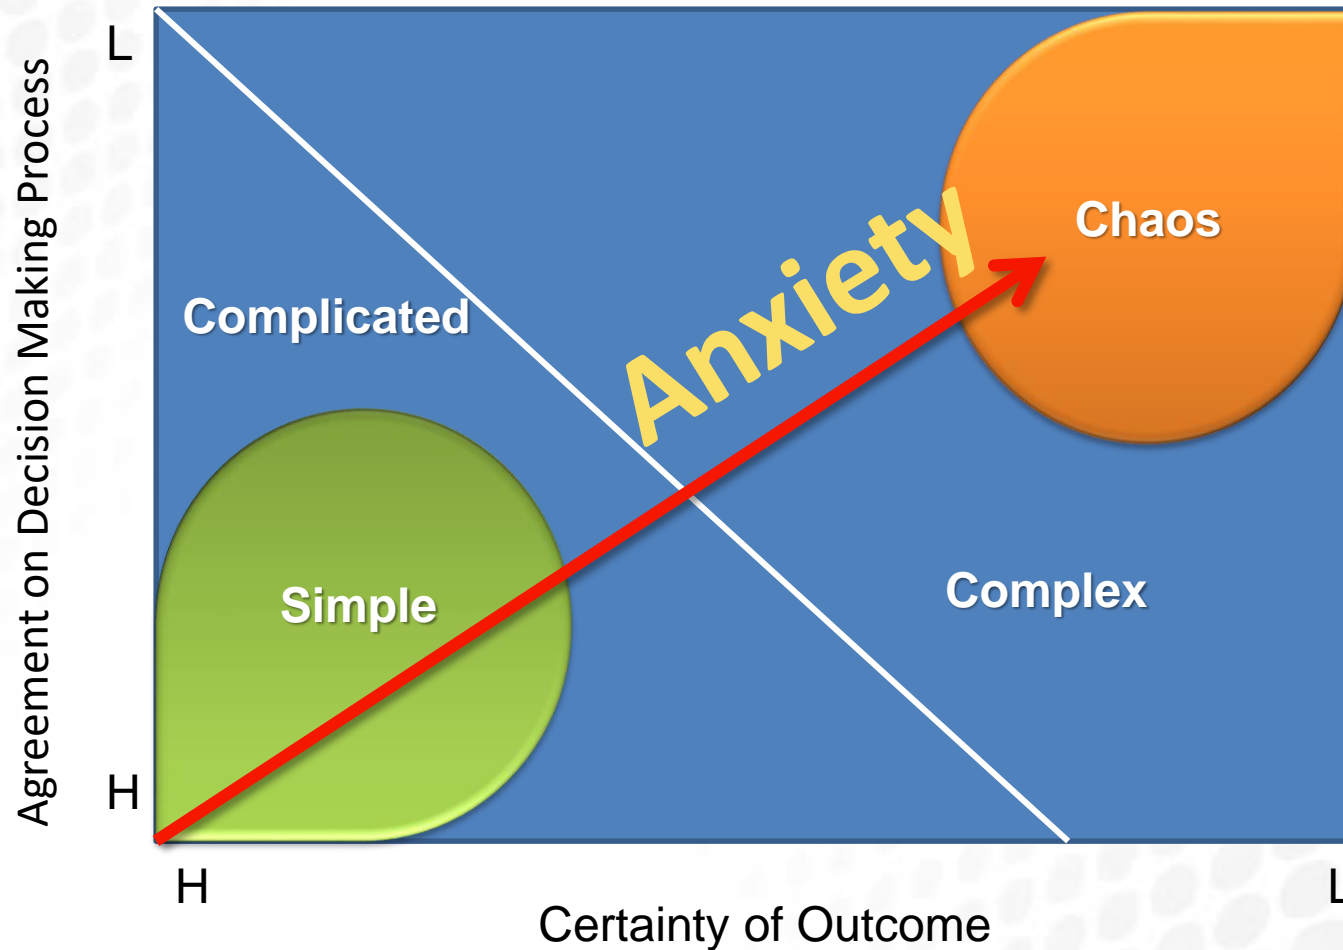 L
Agreement on Decision Making Process
Chaos
Anxiety
Complicated
Complex
Simple
H
H
L
Certainty of Outcome